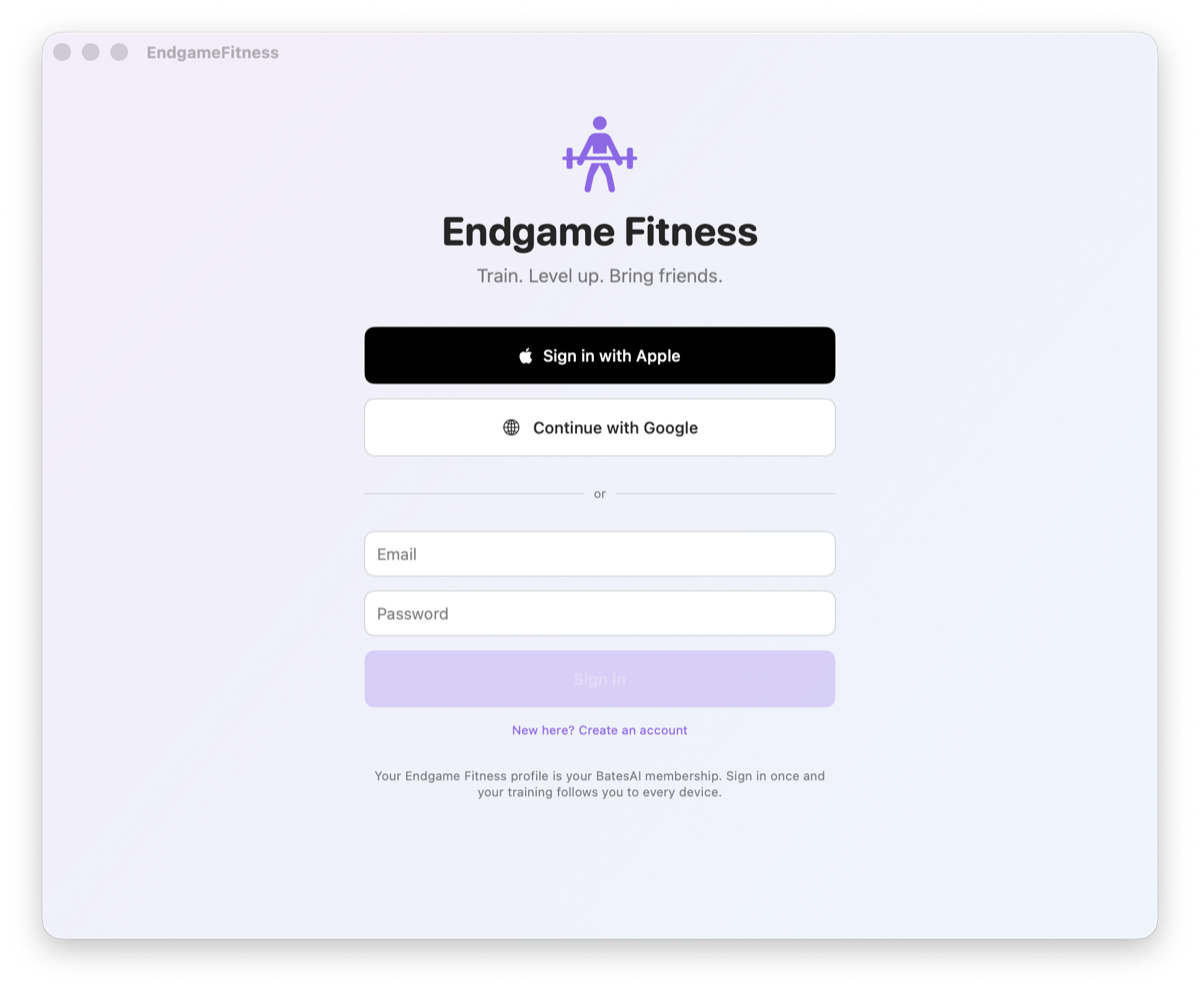 EndgameFitness
Endgame Fitness
Train. Level up. Bring friends.
Sign in with Apple
Continue with Google
or
Email
Password
Sign in
New here? Create an account
Your Endgame Fitness profile is your BatesAI membership. Sign in once and
your training follows you to every device.